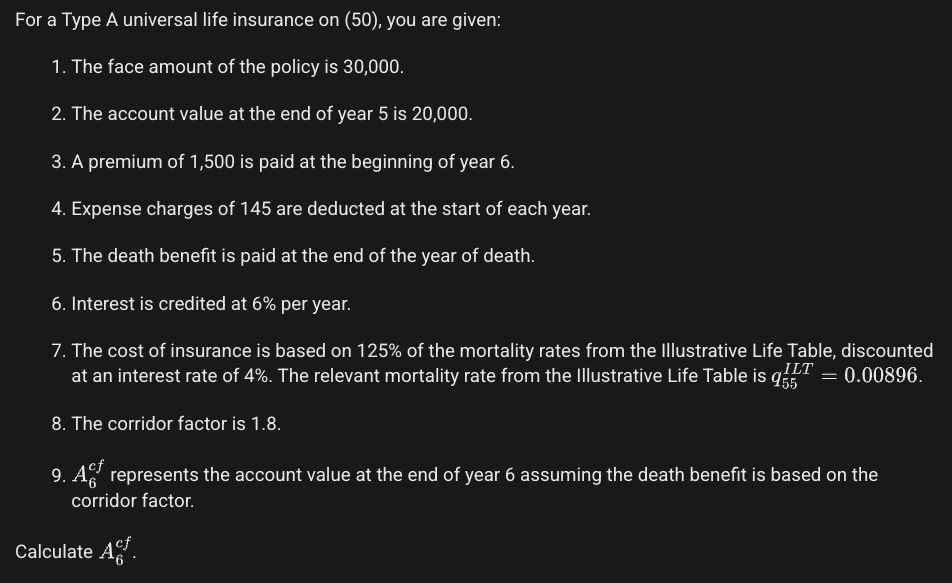 For a Type A universal life insurance on (50), you are given:
1. The face amount of the policy is 30,000.
2. The account value at the end of year 5 is 20,000.
3. A premium of 1,500 is paid at the beginning of year 6.
4. Expense charges of 145 are deducted at the start of each year.
5. The death benefit is paid at the end of the year of death.
6. Interest is credited at 6% per year.
7. The cost of insurance is based on 125% of the mortality rates from the Illustrative Life Table, discounted
at an interest rate of 4%. The relevant mortality rate from the Illustrative Life Table is $q_{55}^{ILT} = 0.00896$.
8. The corridor factor is 1.8.
9. $A_6^{cf}$ represents the account value at the end of year 6 assuming the death benefit is based on the
corridor factor.
Calculate $A_6^{cf}$.